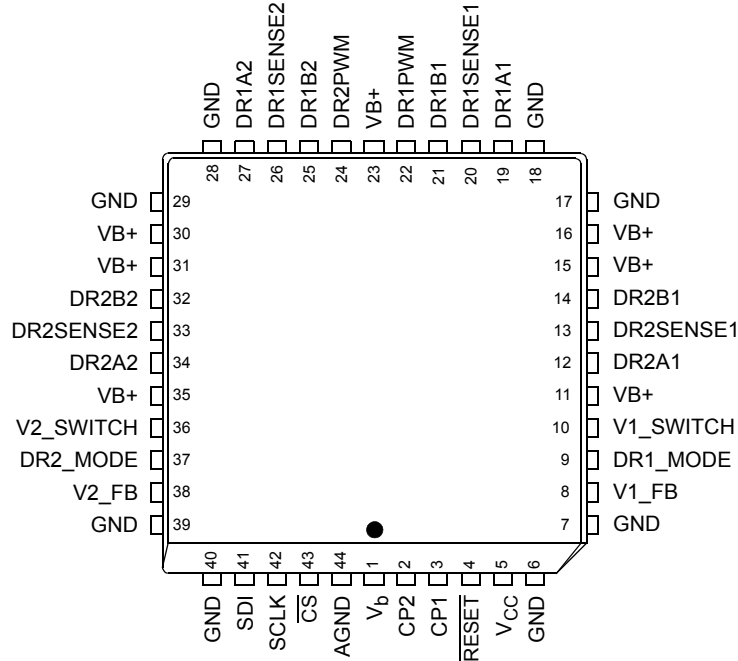 GND
DR1A2
DR1SENSE2
DR1B2
DR2PWM
VB+
DR1PWM
DR1B1
DR1SENSE1
DR1A1
GND
28
27
26
25
24
23
22
21
20
19
18
GND 29
VB+ 30
VB+ 31
DR2B2 32
DR2SENSE2 33
DR2A2 34
VB+ 35
V2_SWITCH 36
DR2_MODE 37
V2_FB 38
GND 39
17 GND
16 VB+
15 VB+
14 DR2B1
13 DR2SENSE1
12 DR2A1
11 VB+
10 V1_SWITCH
9 DR1_MODE
8 V1_FB
7 GND
40
41
42
43
44
1
2
3
4
5
6
GND
SDI
SCLK
CS
AGND
Vb
CP2
CP1
RESET
VCC
GND